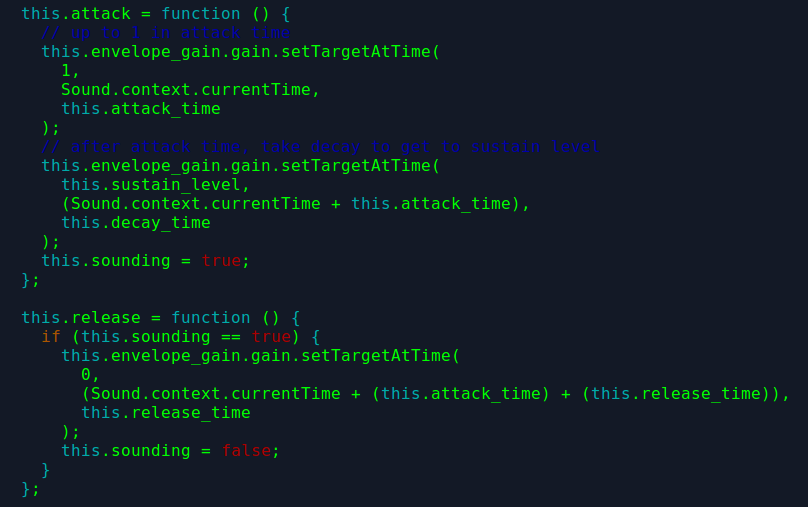 this.attack = function () {
  // up to 1 in attack time
  this.envelope_gain.gain.setTargetAtTime(
    1,
    Sound.context.currentTime,
    this.attack_time
  );
  // after attack time, take decay to get to sustain level
  this.envelope_gain.gain.setTargetAtTime(
    this.sustain_level,
    (Sound.context.currentTime + this.attack_time),
    this.decay_time
  );
  this.sounding = true;
};

this.release = function () {
  if (this.sounding == true) {
    this.envelope_gain.gain.setTargetAtTime(
      0,
      (Sound.context.currentTime + (this.attack_time) + (this.release_time)),
      this.release_time
    );
    this.sounding = false;
  }
};